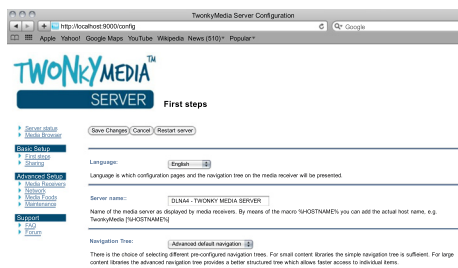 TwonkyMedia Server Configuration
http://localhost:9000/config
Google
Apple Yahoo! Google Maps YouTube Wikipedia News (510) Popular
TWONKYMEDIA™
SERVER
First steps
Server status
Media Browser
Save Changes Cancel Restart server
Basic Setup
First steps
Sharing
Advanced Setup
Media Receivers
Network
Media Feeds
Maintenance
Support
FAQ
Forum
Language: English
Language in which configuration pages and the navigation tree on the media receiver will be presented.
Server name:: DLNA4 - TWONKY MEDIA SERVER
Name of the media server as displayed by media receivers. By means of the macro %HOSTNAME% you can add the actual host name, e.g.
TwonkyMedia [%HOSTNAME%]
Navigation Tree: Advanced default navigation
There is the choice of selecting different pre-configured navigation trees. For small content libraries the simple navigation tree is sufficient. For large
content libraries the advanced navigation tree provides a better structured tree which allows faster access to individual items.